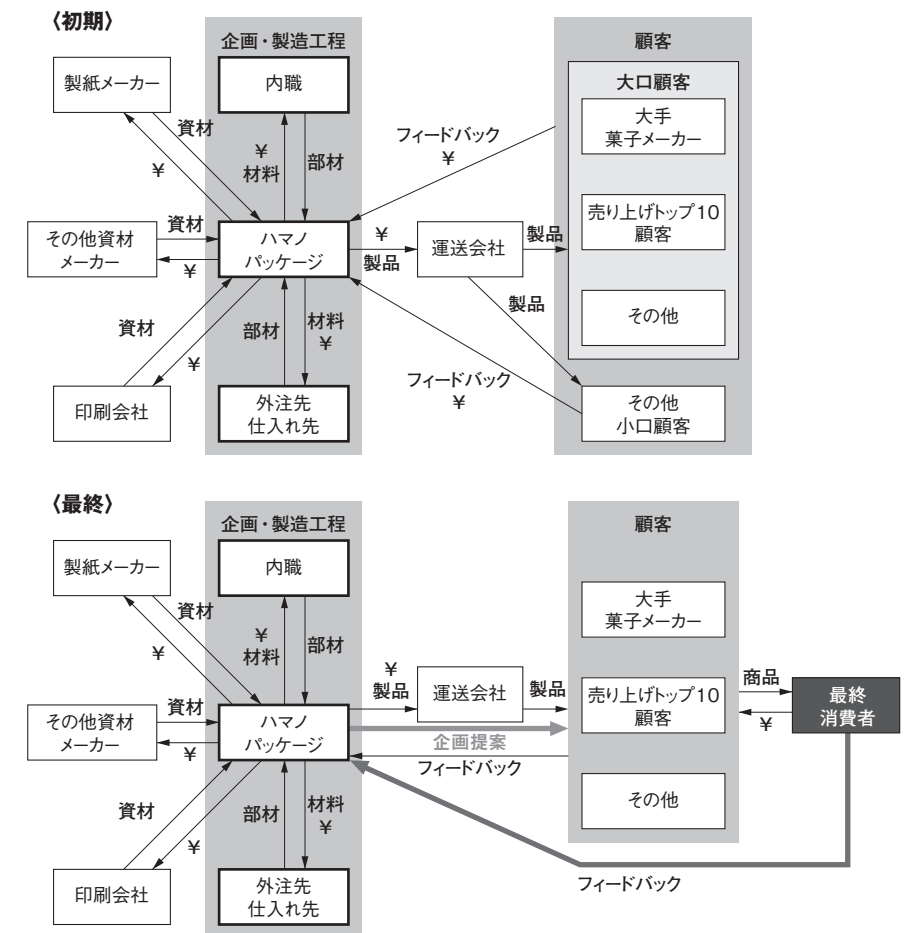 〈初期〉
企画・製造工程
顧客
製紙メーカー
内職
大口顧客
資材
¥
¥
材料
部材
フィードバック
¥
大手
菓子メーカー
その他資材
メーカー
資材
¥
ハマノ
パッケージ
¥
製品
運送会社
製品
売り上げトップ10
顧客
製品
資材
¥
部材
材料
¥
その他
フィードバック
¥
印刷会社
外注先
仕入れ先
その他
小口顧客
〈最終〉
企画・製造工程
顧客
製紙メーカー
内職
資材
¥
¥
材料
部材
大手
菓子メーカー
その他資材
メーカー
資材
¥
ハマノ
パッケージ
¥
製品
運送会社
製品
売り上げトップ10
顧客
商品
¥
最終
消費者
企画提案
フィードバック
資材
¥
部材
材料
¥
その他
印刷会社
外注先
仕入れ先
フィードバック